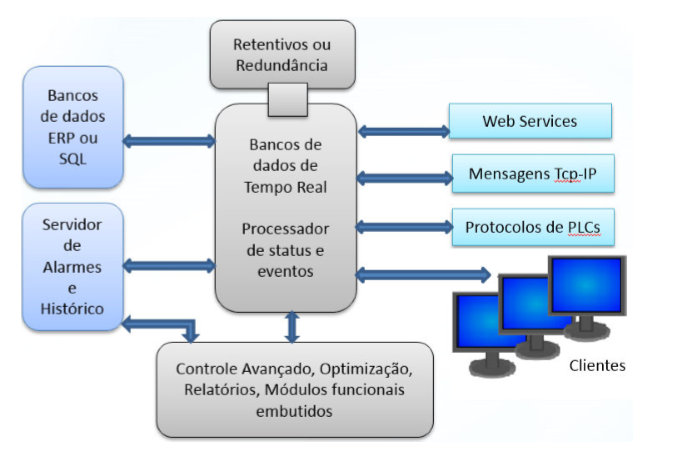 Retentivos ou
Redundância
Bancos
de dados
ERP ou
SQL
Bancos de
dados de
Tempo Real
Processador
de status e
eventos
Web Services
Mensagens Tcp-IP
Protocolos de PLCs
Servidor
de
Alarmes
e
Histórico
Clientes
Controle Avançado, Optimização,
Relatórios, Módulos funcionais
embutidos